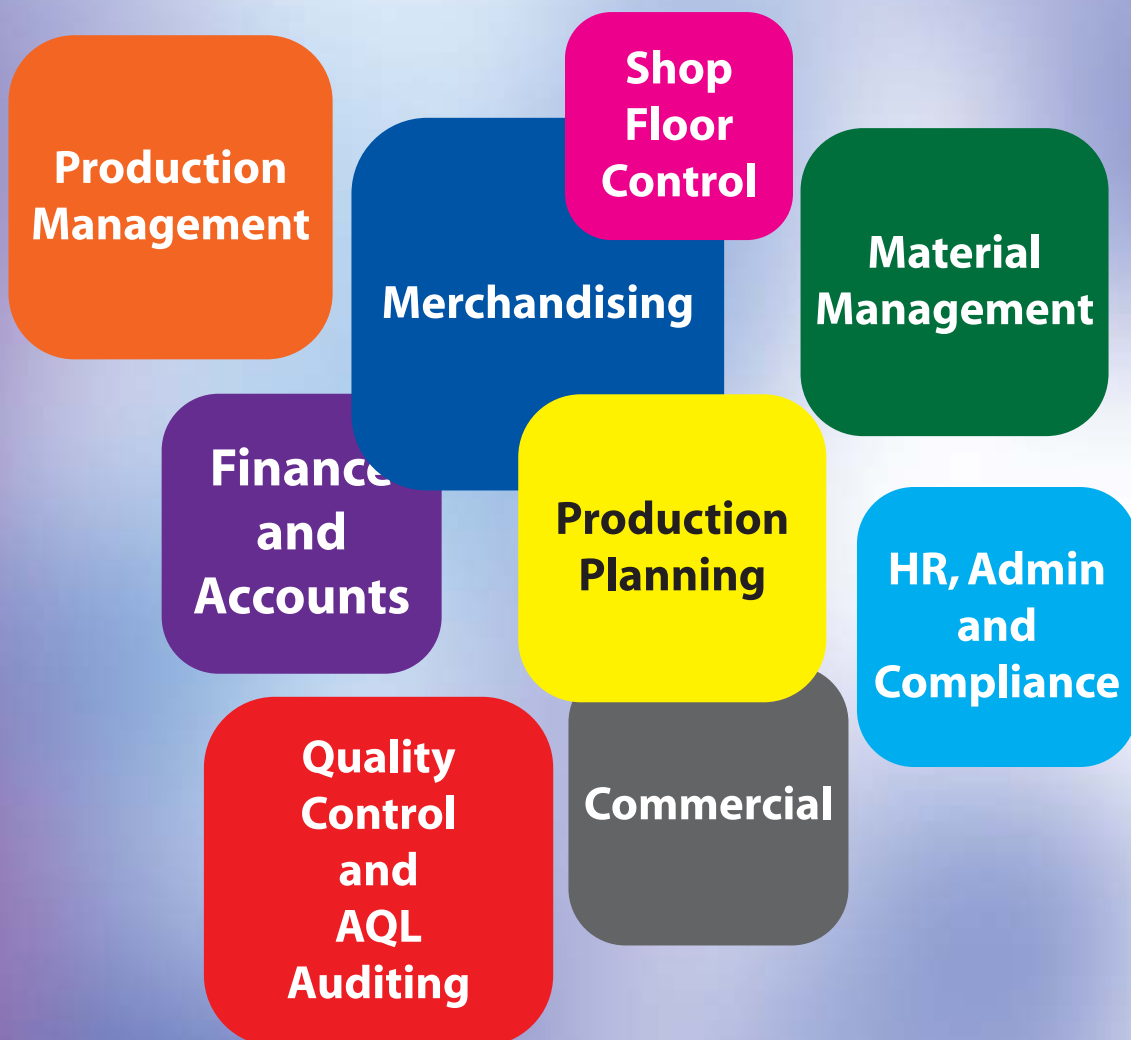 Shop
Floor
Control
Production
Management
Merchandising
Material
Management
Finance
and
Accounts
Production
Planning
HR, Admin
and
Compliance
Quality
Control
and
AQL
Auditing
Commercial